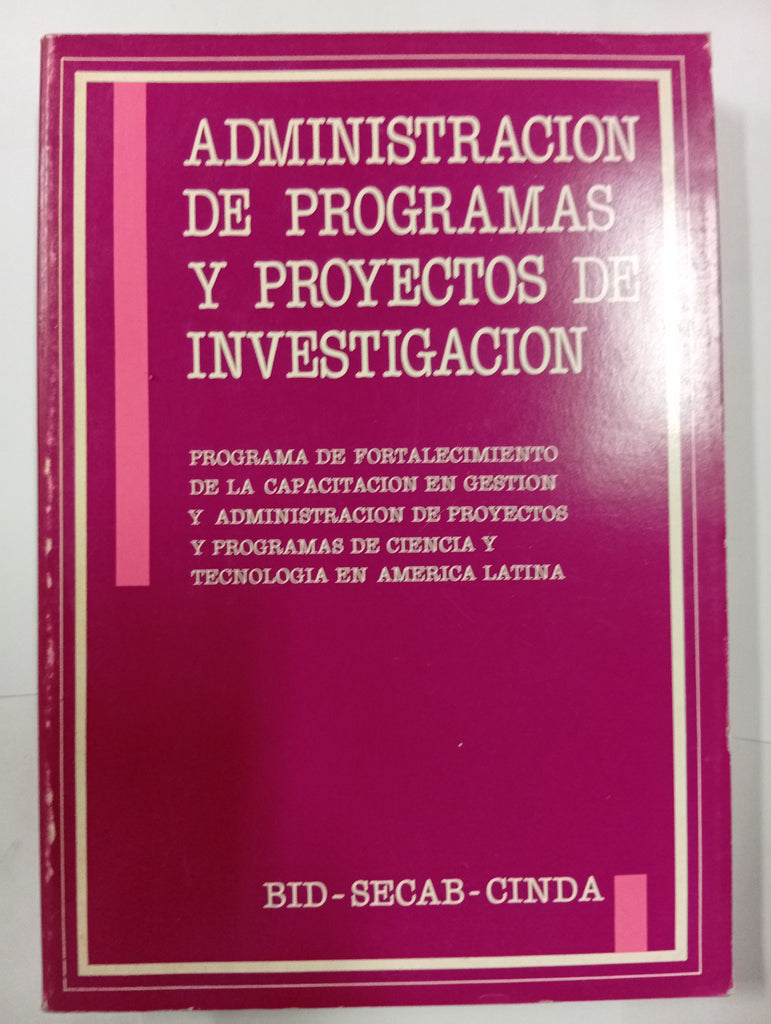 ADMINISTRACION
DE PROGRAMAS
Y PROYECTOS DE
INVESTIGACION
PROGRAMA DE FORTALECIMIENTO
DE LA CAPACITACION EN GESTION
Y ADMINISTRACION DE PROYECTOS
Y PROGRAMAS DE CIENCIA Y
TECNOLOGIA EN AMERICA LATINA
BID-SECAB-CINDA